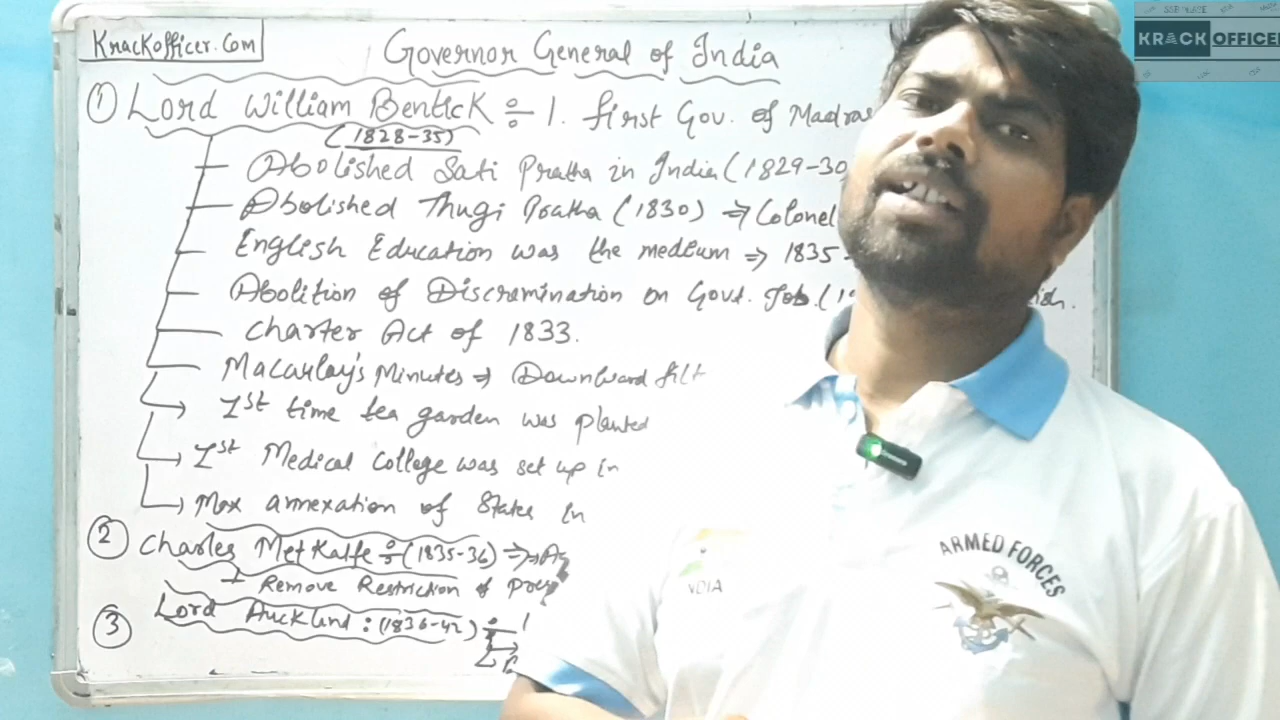 Krackofficer.Com
Governor General of India
KRACK OFFICER
① Lord William Bentick ÷ 1. first Gov. of Madras
(1828-35)
Abolished Sati Pratha in India (1829-30
Abolished Thugi Pratha (1830) ⇒ Colonel
English Education was the medium ⇒ 1835-
Abolition of Discrimination on Govt. Job. (
Charter Act of 1833.
Macaulay's Minutes ⇒ Downward filt
1st time tea garden was planted
1st Medical College was set up in
Max annexation of States in
② Charles Metkalfe ÷ (1835-36) ⇒
Remove Restriction of
③ Lord Auckland : (1836-42) ÷ 1
ARMED FORCES
NDIA